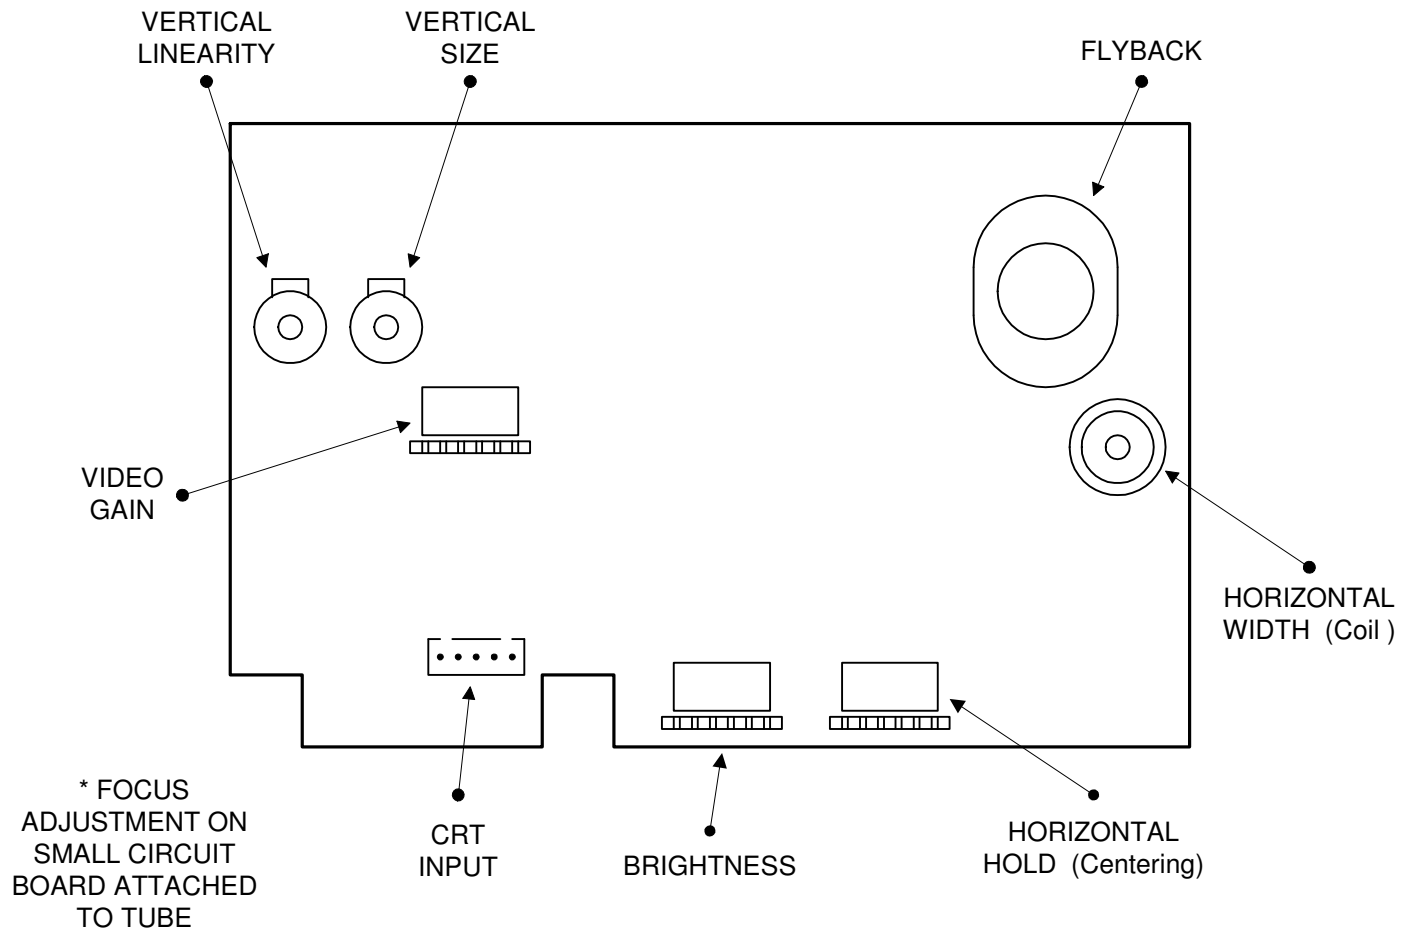 VERTICAL
LINEARITY
VERTICAL
SIZE
FLYBACK
VIDEO
GAIN
HORIZONTAL
WIDTH (Coil )
* FOCUS
ADJUSTMENT ON
SMALL CIRCUIT
BOARD ATTACHED
TO TUBE
CRT
INPUT
BRIGHTNESS
HORIZONTAL
HOLD (Centering)